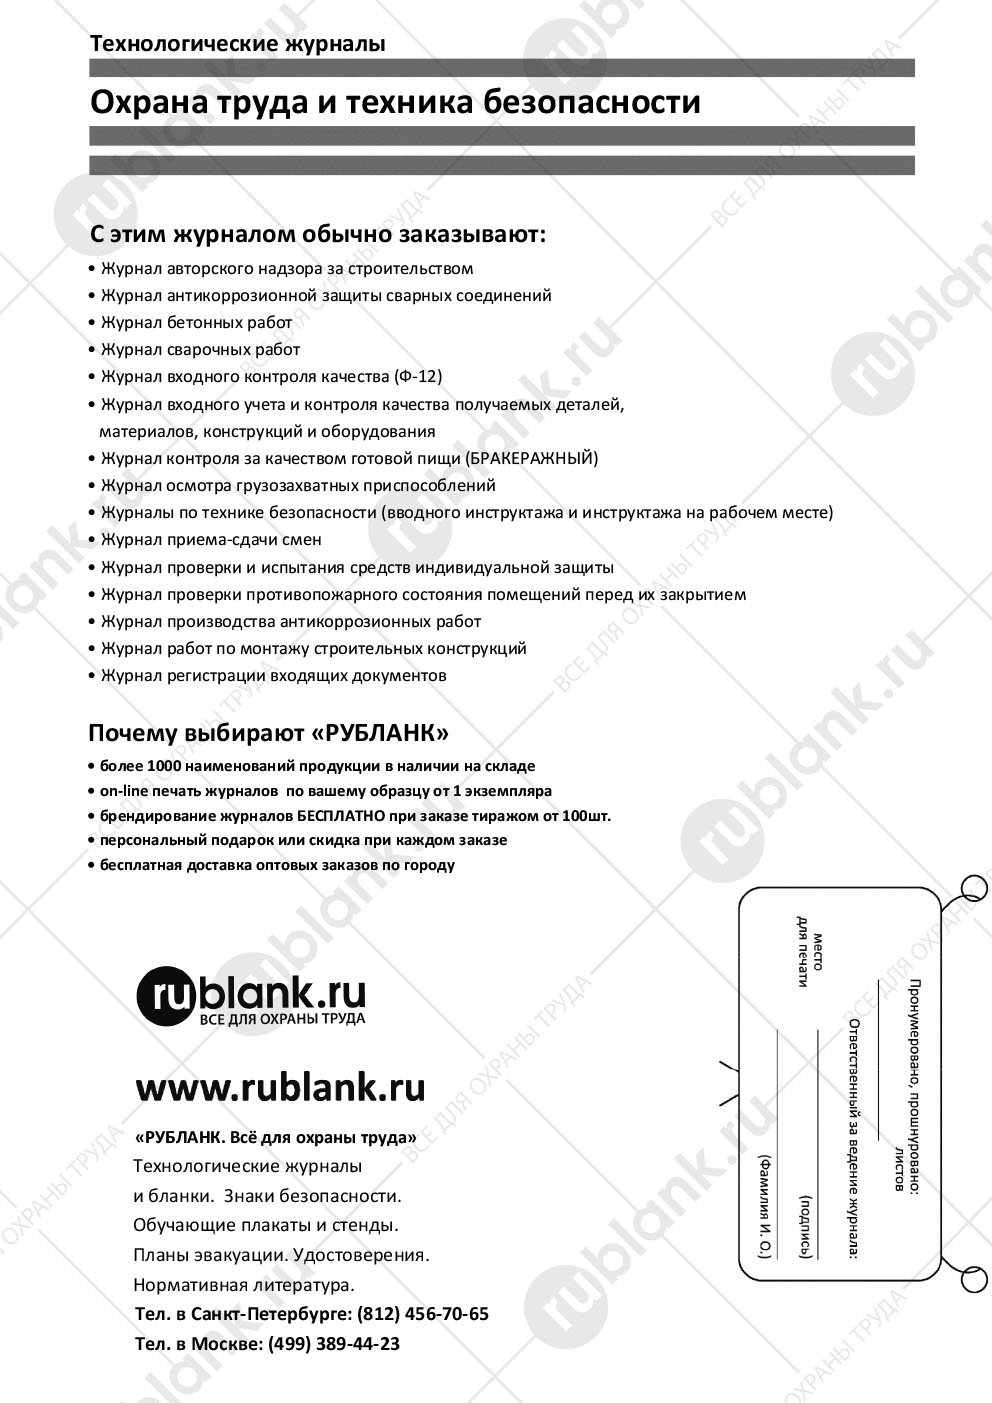 Технологические журналы
Охрана труда и техника безопасности
С этим журналом обычно заказывают:
• Журнал авторского надзора за строительством
• Журнал антикоррозионной защиты сварных соединений
• Журнал бетонных работ
• Журнал сварочных работ
• Журнал входного контроля качества (Ф-12)
• Журнал входного учета и контроля качества получаемых деталей,
материалов, конструкций и оборудования
• Журнал контроля за качеством готовой пищи (БРАКЕРАЖНЫЙ)
• Журнал осмотра грузозахватных приспособлений
• Журналы по технике безопасности (вводного инструктажа и инструктажа на рабочем месте)
• Журнал приема-сдачи смен
• Журнал проверки и испытания средств индивидуальной защиты
• Журнал проверки противопожарного состояния помещений перед их закрытием
• Журнал производства антикоррозионных работ
• Журнал работ по монтажу строительных конструкций
• Журнал регистрации входящих документов
Почему выбирают «РУБЛАНК»
• более 1000 наименований продукции в наличии на складе
• on-line печать журналов по вашему образцу от 1 экземпляра
• брендирование журналов БЕСПЛАТНО при заказе тиражом от 100шт.
• персональный подарок или скидка при каждом заказе
• бесплатная доставка оптовых заказов по городу
rublank.ru
ВСЕ ДЛЯ ОХРАНЫ ТРУДА
www.rublank.ru
«РУБЛАНК. Всё для охраны труда»
Технологические журналы
и бланки. Знаки безопасности.
Обучающие плакаты и стенды.
Планы эвакуации. Удостоверения.
Нормативная литература.
Тел. в Санкт-Петербурге: (812) 456-70-65
Тел. в Москве: (499) 389-44-23
Пронумеровано, прошнуровано:
листов
Ответственный за ведение журнала:
место
для печати
(подпись)
(Фамилия И. О.)